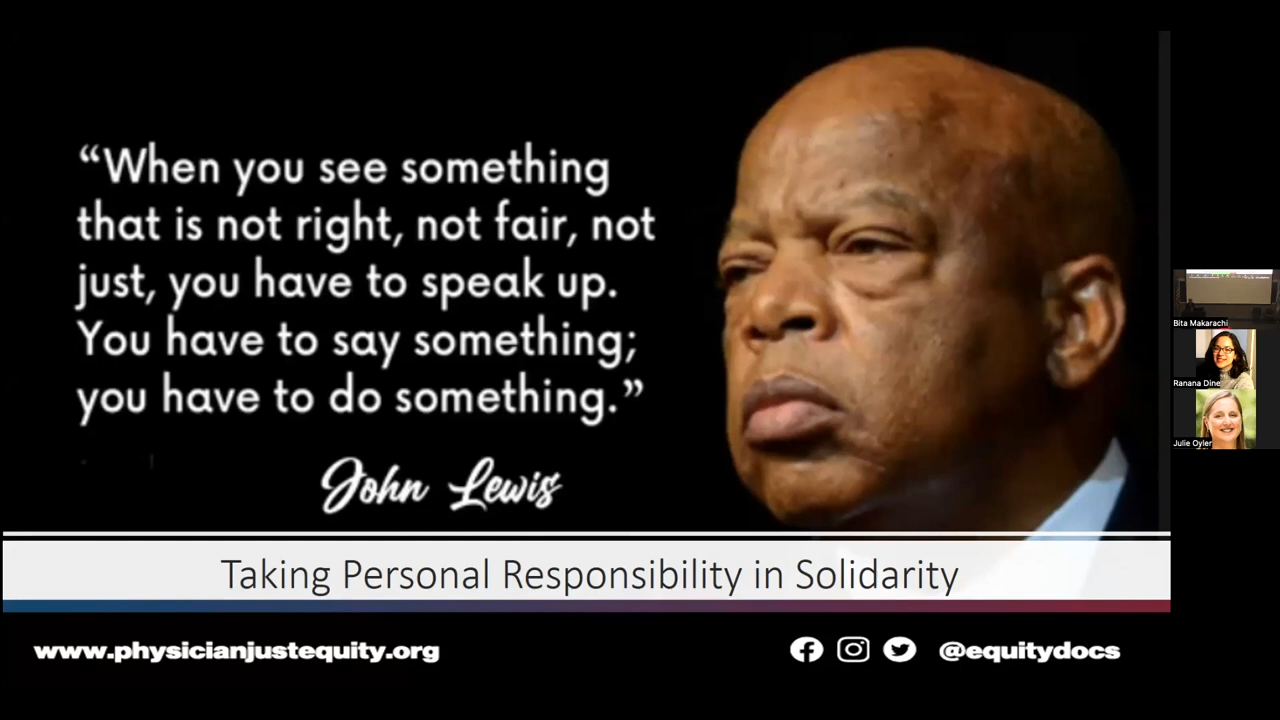 “When you see something
that is not right, not fair, not
just, you have to speak up.
You have to say something;
you have to do something.”
John Lewis
Taking Personal Responsibility in Solidarity
www.physicianjustequity.org
@equitydocs
Bita Makarachi
Ranana Dine
Julie Oyler